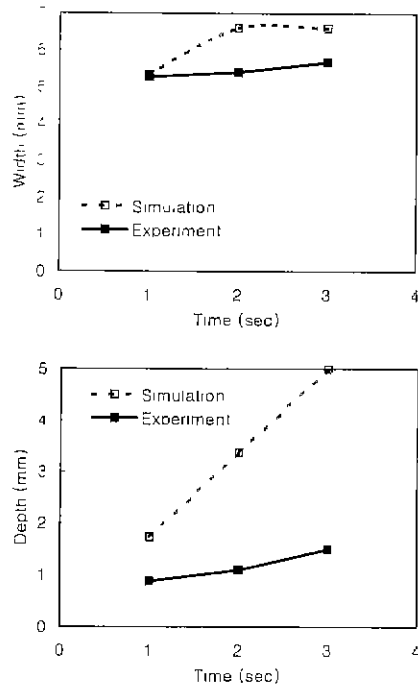 Width (mm)
2
1
0
Simulation
Experiment
0 1 2 3 4
Time (sec)
Depth (mm)
5
4
3
2
1
0
Simulation
Experiment
0 1 2 3 4
Time (sec)